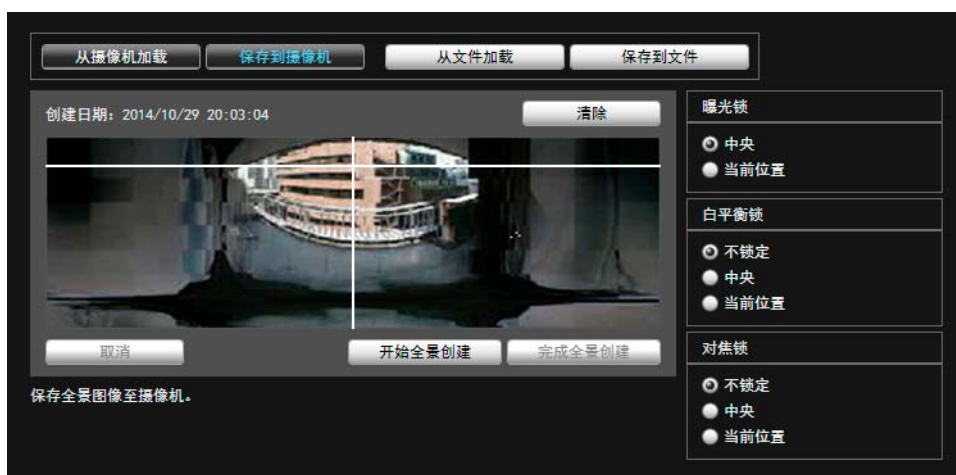 从摄像机加载 保存到摄像机 从文件加载 保存到文件
创建日期: 2014/10/29 20:03:04 清除
取消 开始全景创建 完成全景创建
保存全景图像至摄像机。
曝光锁
中央
当前位置
白平衡锁
不锁定
中央
当前位置
对焦锁
不锁定
中央
当前位置